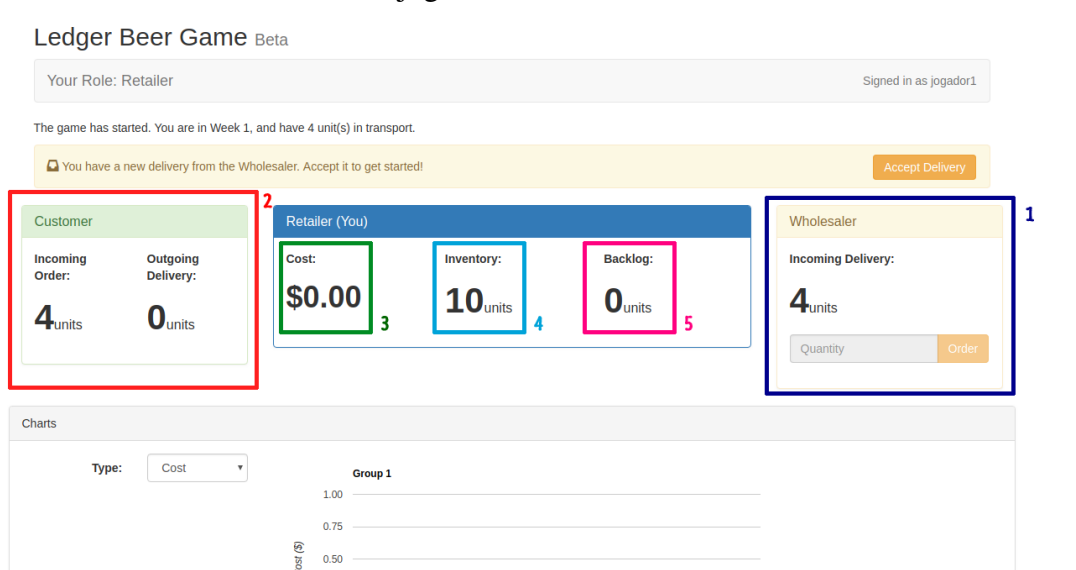 Ledger Beer Game Beta
Your Role: Retailer
Signed in as jogador1
The game has started. You are in Week 1, and have 4 unit(s) in transport.
You have a new delivery from the Wholesaler. Accept it to get started!
Accept Delivery
2
1
Customer
Incoming Order:
4units
Outgoing Delivery:
0units
Retailer (You)
Cost:
$0.00
3
Inventory:
10units
4
Backlog:
0units
5
Wholesaler
Incoming Delivery:
4units
Quantity
Order
Charts
Type:
Cost
Group 1
1.00
0.75
0.50